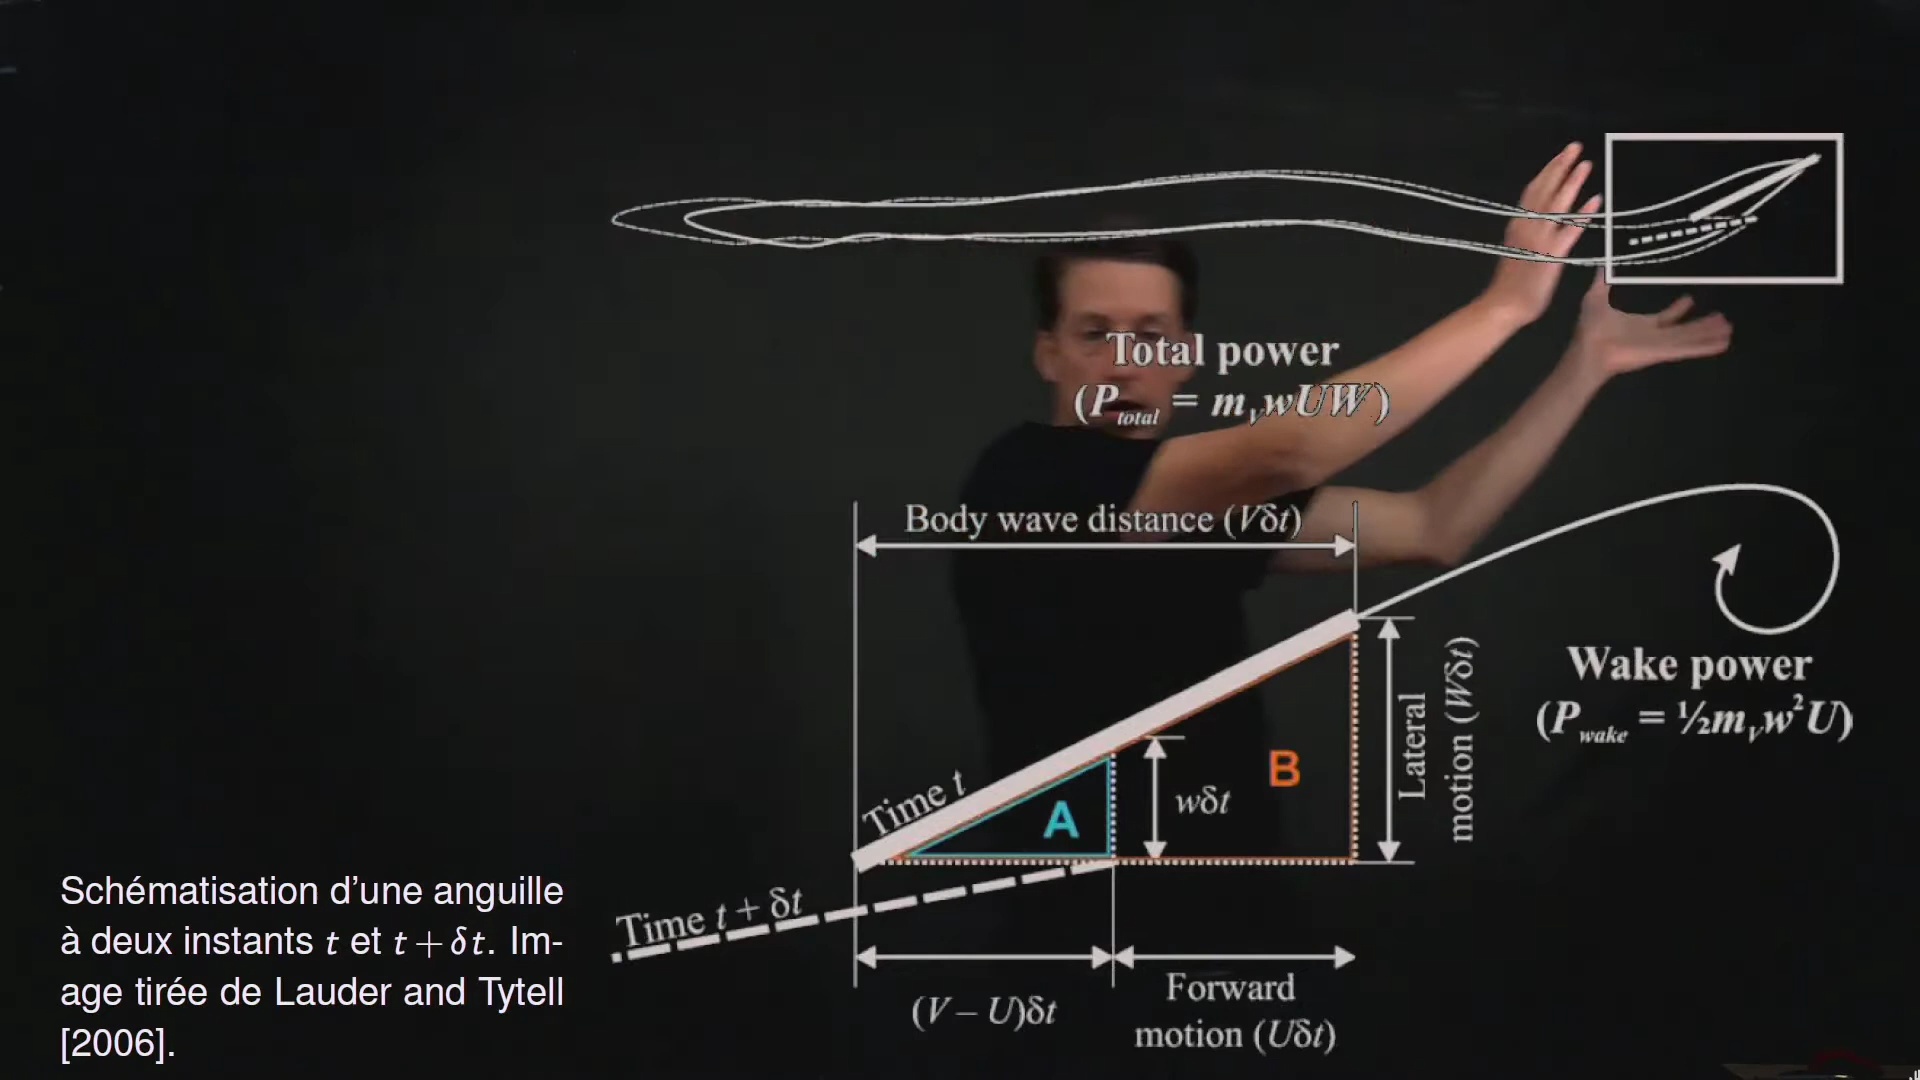 Total power
(P_total = m_V wUW)
Body wave distance (Vδt)
Lateral
motion (Wδt)
Wake power
(P_wake = ½m_V w²U)
B
Time t
A
wδt
Time t + δt
(V – U)δt
Forward
motion (Uδt)
Schématisation d'une anguille
à deux instants t et t + δt. Im-
age tirée de Lauder and Tytell
[2006].